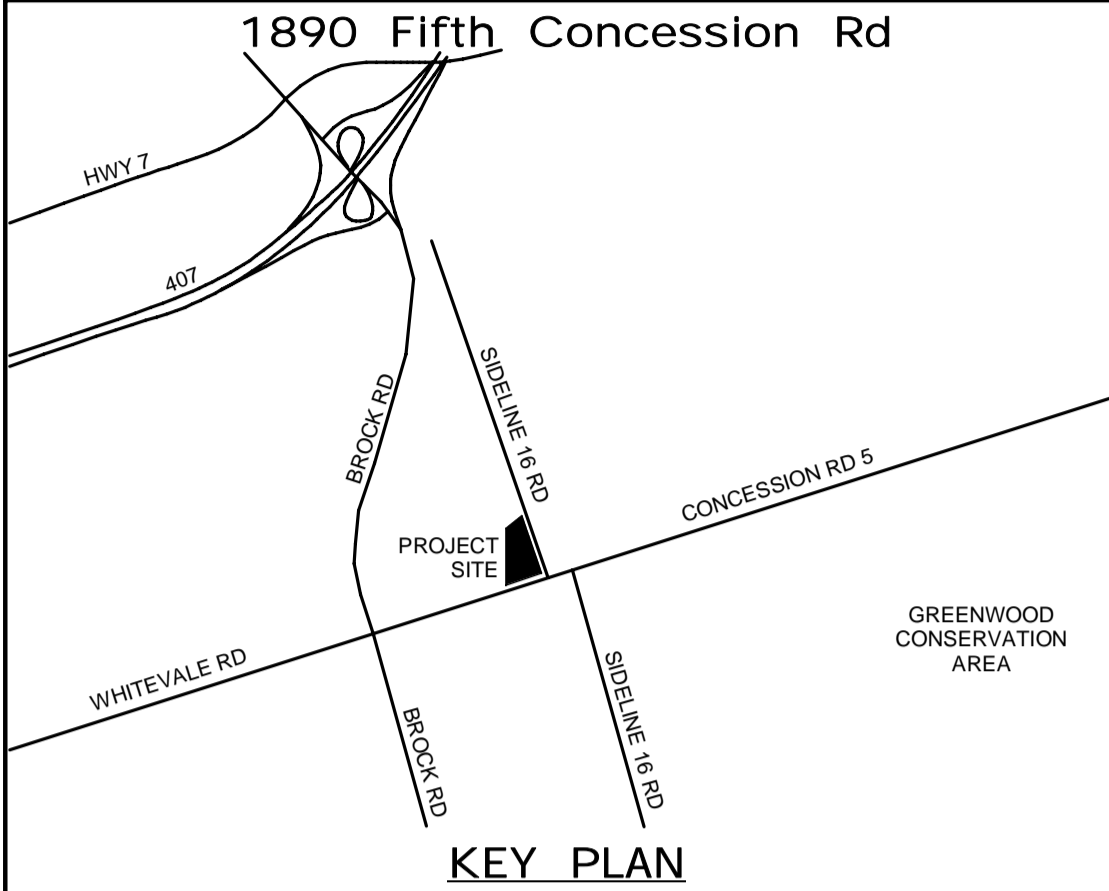 1890 Fifth Concession Rd
HWY 7
407
SIDELINE 16 RD
BROCK RD
CONCESSION RD 5
PROJECT
SITE
GREENWOOD
CONSERVATION
AREA
WHITEVALE RD
SIDELINE 16 RD
BROCK RD
KEY PLAN